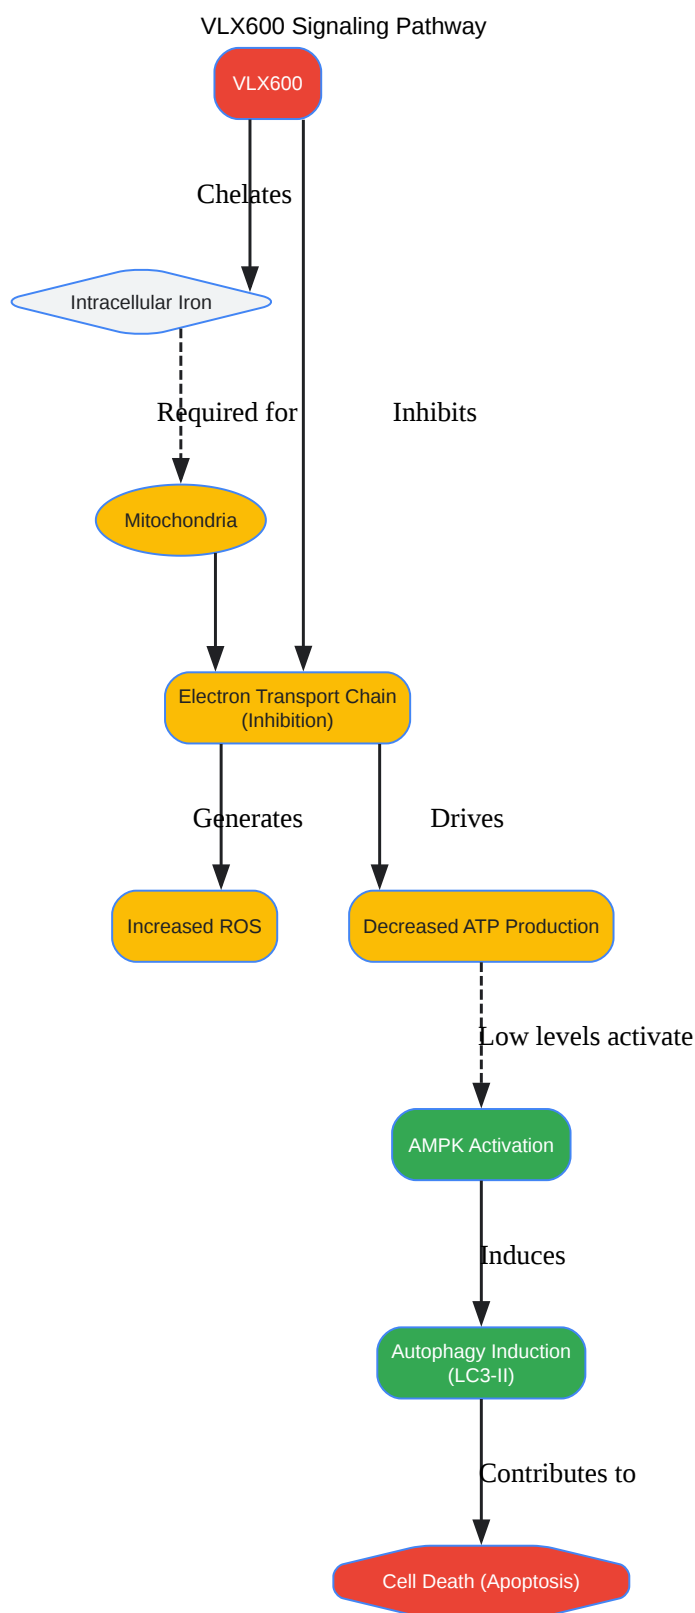 VLX600 Signaling Pathway
VLX600
Chelates
Intracellular Iron
Required for
Inhibits
Mitochondria
Electron Transport Chain
(Inhibition)
Generates
Drives
Increased ROS
Decreased ATP Production
Low levels activate
AMPK Activation
Induces
Autophagy Induction
(LC3-II)
Contributes to
Cell Death (Apoptosis)